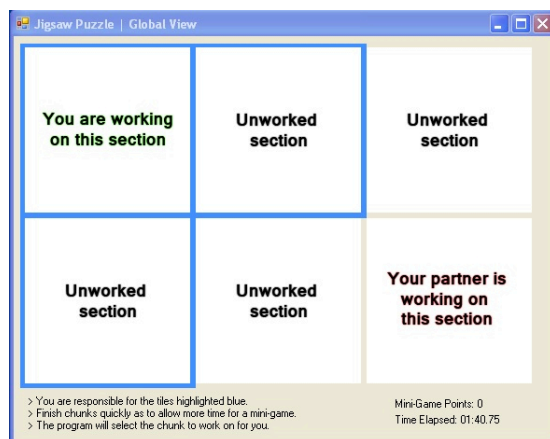 Jigsaw Puzzle | Global View
You are working
on this section
Unworked
section
Unworked
section
Unworked
section
Unworked
section
Your partner is
working on
this section
> You are responsible for the tiles highlighted blue.
> Finish chunks quickly as to allow more time for a mini-game.
> The program will select the chunk to work on for you.
Mini-Game Points: 0
Time Elapsed: 01:40.75